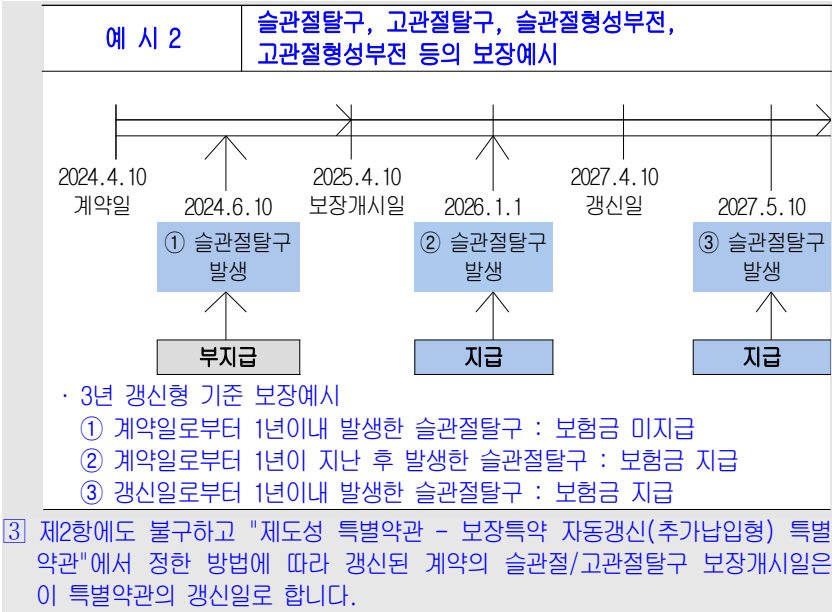 예 시 2
슬관절탈구, 고관절탈구, 슬관절형성부전,
고관절형성부전 등의 보장예시
2024.4.10
계약일
2024.6.10
2025.4.10
보장개시일
2026.1.1
2027.4.10
갱신일
2027.5.10
① 슬관절탈구
발생
② 슬관절탈구
발생
③ 슬관절탈구
발생
부지급
지급
지급
· 3년 갱신형 기준 보장예시
① 계약일로부터 1년이내 발생한 슬관절탈구 : 보험금 미지급
② 계약일로부터 1년이 지난 후 발생한 슬관절탈구 : 보험금 지급
③ 갱신일로부터 1년이내 발생한 슬관절탈구 : 보험금 지급
3 제2항에도 불구하고 "제도성 특별약관 - 보장특약 자동갱신(추가납입형) 특별
약관"에서 정한 방법에 따라 갱신된 계약의 슬관절/고관절탈구 보장개시일은
이 특별약관의 갱신일로 합니다.